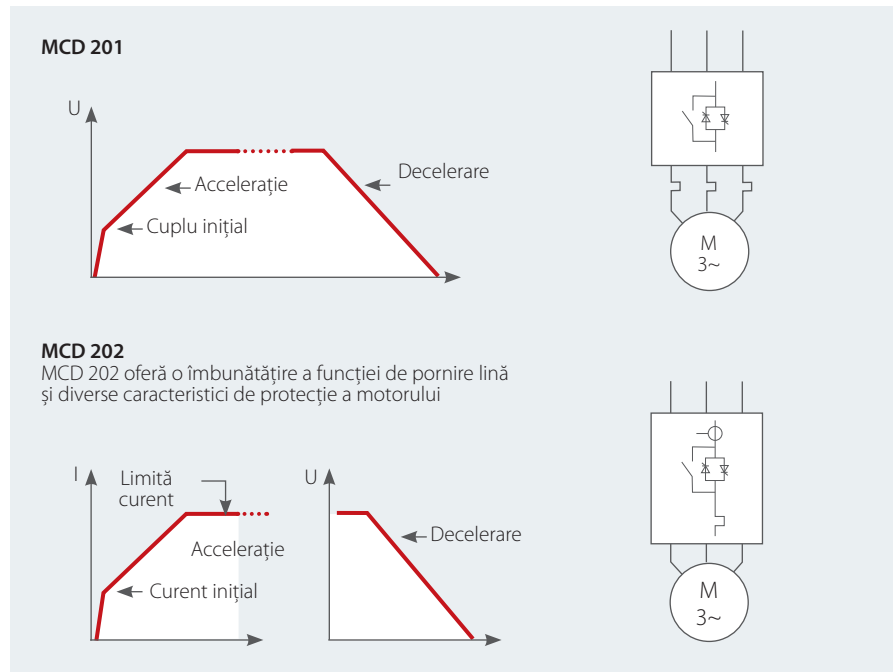 MCD 201
U
Accelerație
Decelerare
Cuplu inițial
M
3~
MCD 202
MCD 202 oferă o îmbunătățire a funcției de pornire lină
și diverse caracteristici de protecție a motorului
I
Limită
curent
Accelerație
Curent inițial
U
Decelerare
M
3~